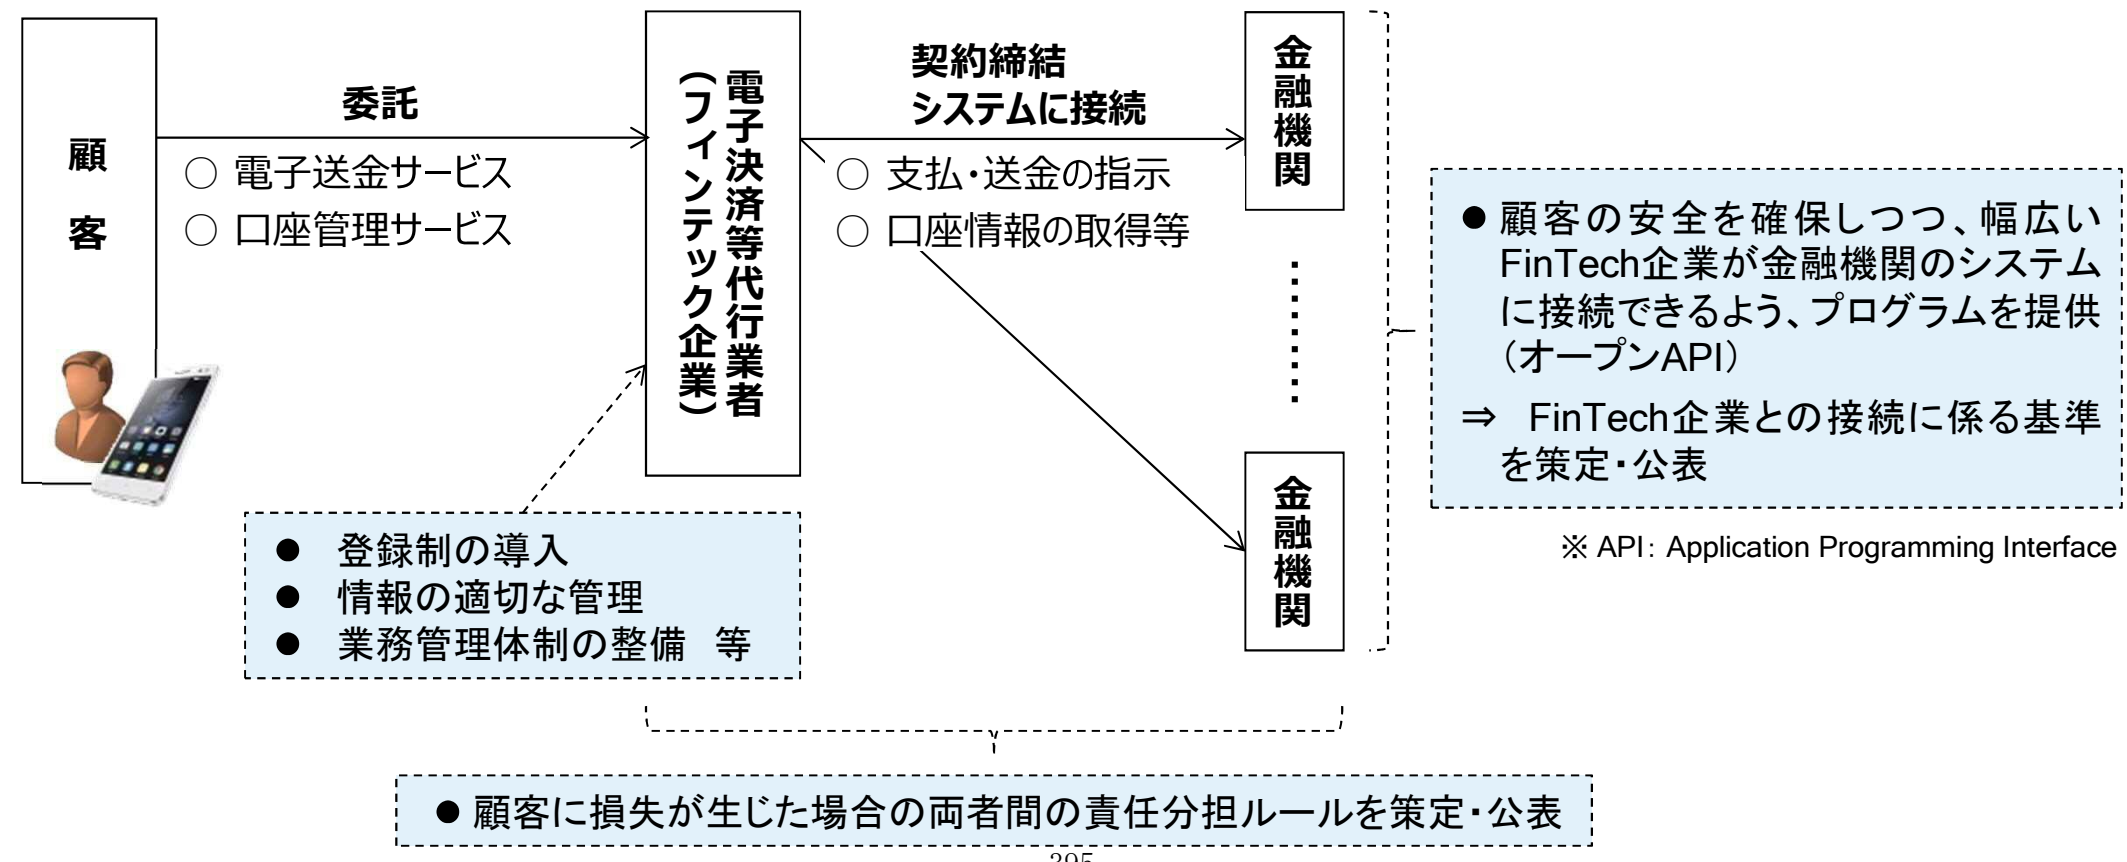 顧客
委託
○ 電子送金サービス
○ 口座管理サービス
電子決済等代行業者
(フィンテック企業)
契約締結
システムに接続
○ 支払・送金の指示
○ 口座情報の取得等
金融機関
金融機関
● 顧客の安全を確保しつつ、幅広い
FinTech企業が金融機関のシステム
に接続できるよう、プログラムを提供
(オープンAPI)
⇒ FinTech企業との接続に係る基準
を策定・公表
※ API: Application Programming Interface
● 登録制の導入
● 情報の適切な管理
● 業務管理体制の整備 等
● 顧客に損失が生じた場合の両者間の責任分担ルールを策定・公表